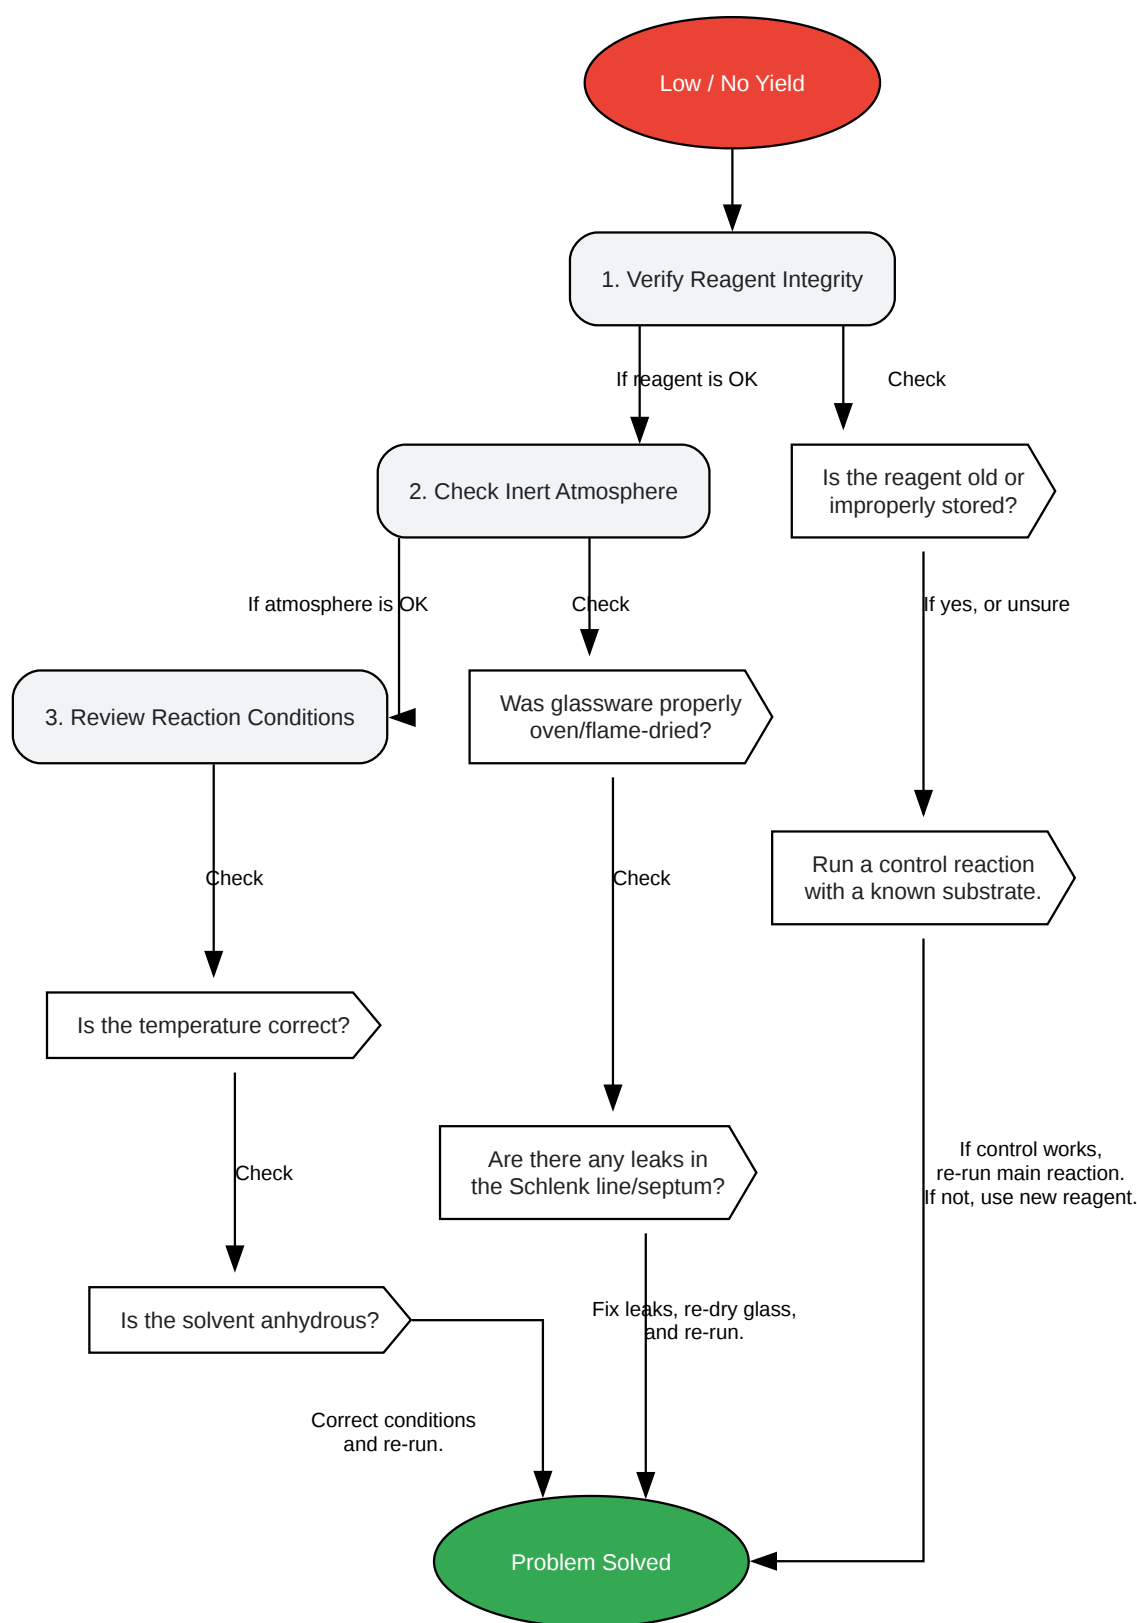 Low / No Yield
1. Verify Reagent Integrity
If reagent is OK
Check
2. Check Inert Atmosphere
Is the reagent old or
improperly stored?
If atmosphere is OK
Check
If yes, or unsure
3. Review Reaction Conditions
Was glassware properly
oven/flame-dried?
Run a control reaction
with a known substrate.
Check
Check
Is the temperature correct?
Are there any leaks in
the Schlenk line/septum?
If control works,
re-run main reaction.
If not, use new reagent.
Check
Is the solvent anhydrous?
Fix leaks, re-dry glass,
and re-run.
Correct conditions
and re-run.
Problem Solved